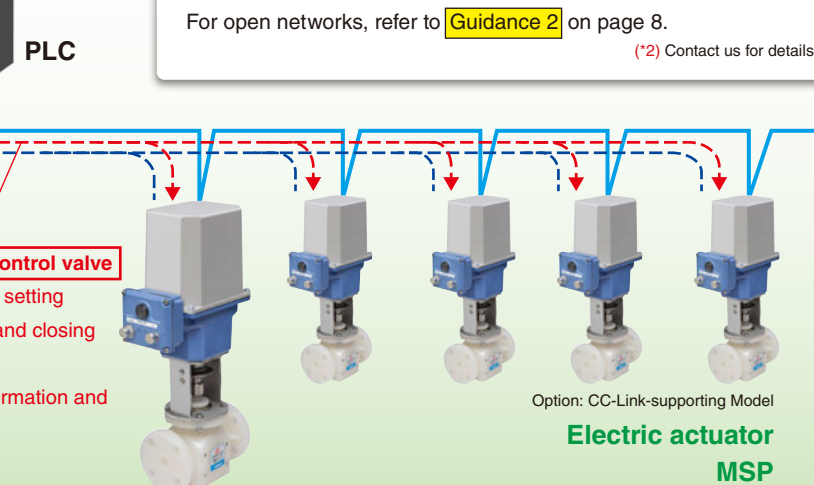 For open networks, refer to Guidance 2 on page 8.
PLC
(*2) Contact us for details
ontrol valve
setting
and closing
rmation and
Option: CC-Link-supporting Model
Electric actuator
MSP